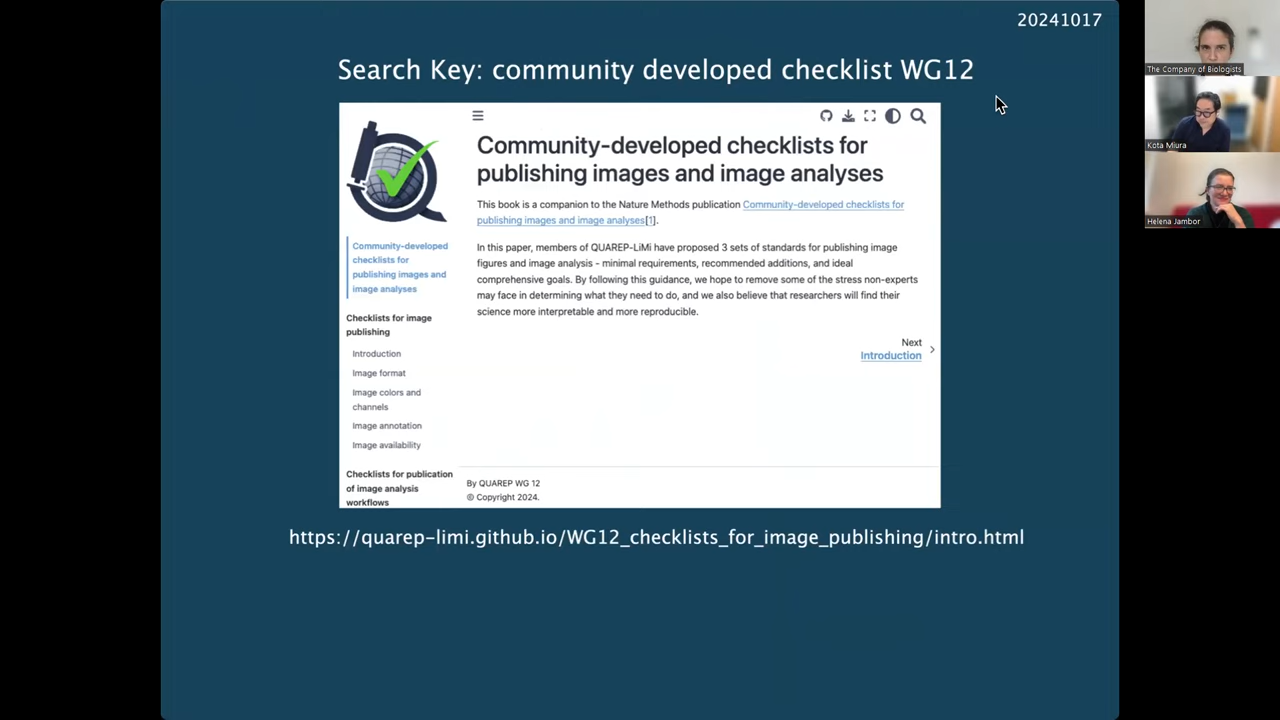 20241017
Search Key: community developed checklist WG12
Community-developed
checklists for
publishing images and
image analyses
Checklists for image
publishing
Introduction
Image format
Image colors and
channels
Image annotation
Image availability
Checklists for publication
of image analysis
workflows
Community-developed checklists for
publishing images and image analyses
This book is a companion to the Nature Methods publication Community-developed checklists for
publishing images and image analyses[1].
In this paper, members of QUAREP-LiMi have proposed 3 sets of standards for publishing image
figures and image analysis - minimal requirements, recommended additions, and ideal
comprehensive goals. By following this guidance, we hope to remove some of the stress non-experts
may face in determining what they need to do, and we also believe that researchers will find their
science more interpretable and more reproducible.
Next
Introduction
By QUAREP WG 12
© Copyright 2024.
https://quarep-limi.github.io/WG12_checklists_for_image_publishing/intro.html
The Company of Biologists
Kota Miura
Helena Jambor